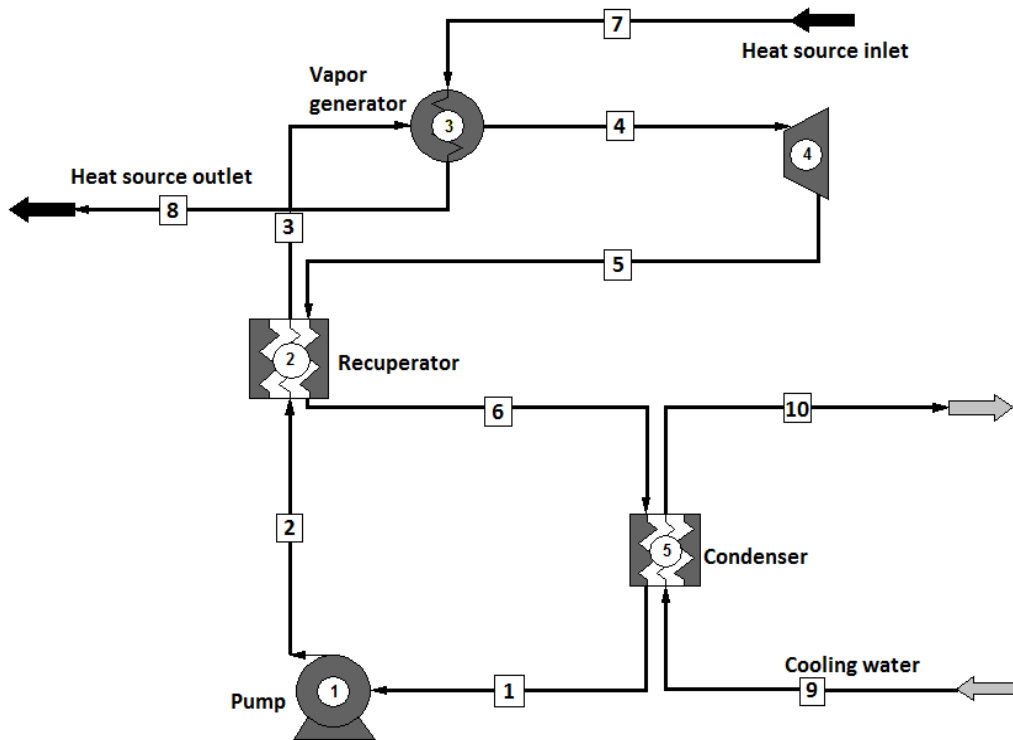 7
Heat source inlet
Vapor
generator
3
4
4
Heat source outlet
8
3
5
2
Recuperator
6
10
2
5
Condenser
Cooling water
Pump
1
1
9